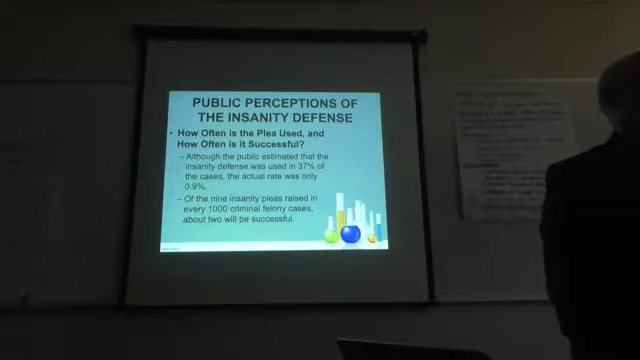 PUBLIC PERCEPTIONS OF
THE INSANITY DEFENSE
• How Often is the Plea Used, and
How Often is it Successful?
– Although the public estimated that the
insanity defense was used in 37% of
the cases, the actual rate was only
0.9%.
– Of the nine insanity pleas raised in
every 1000 criminal felony cases,
about two will be successful.